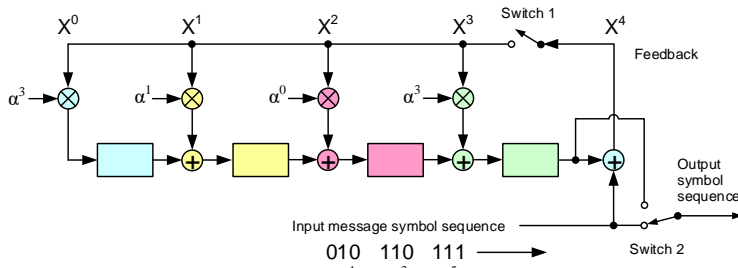 Switch 1
X⁰ X¹ X² X³ X⁴
Feedback
α³ α¹ α⁰ α³
Output
symbol
sequence
Input message symbol sequence
010 110 111
Switch 2